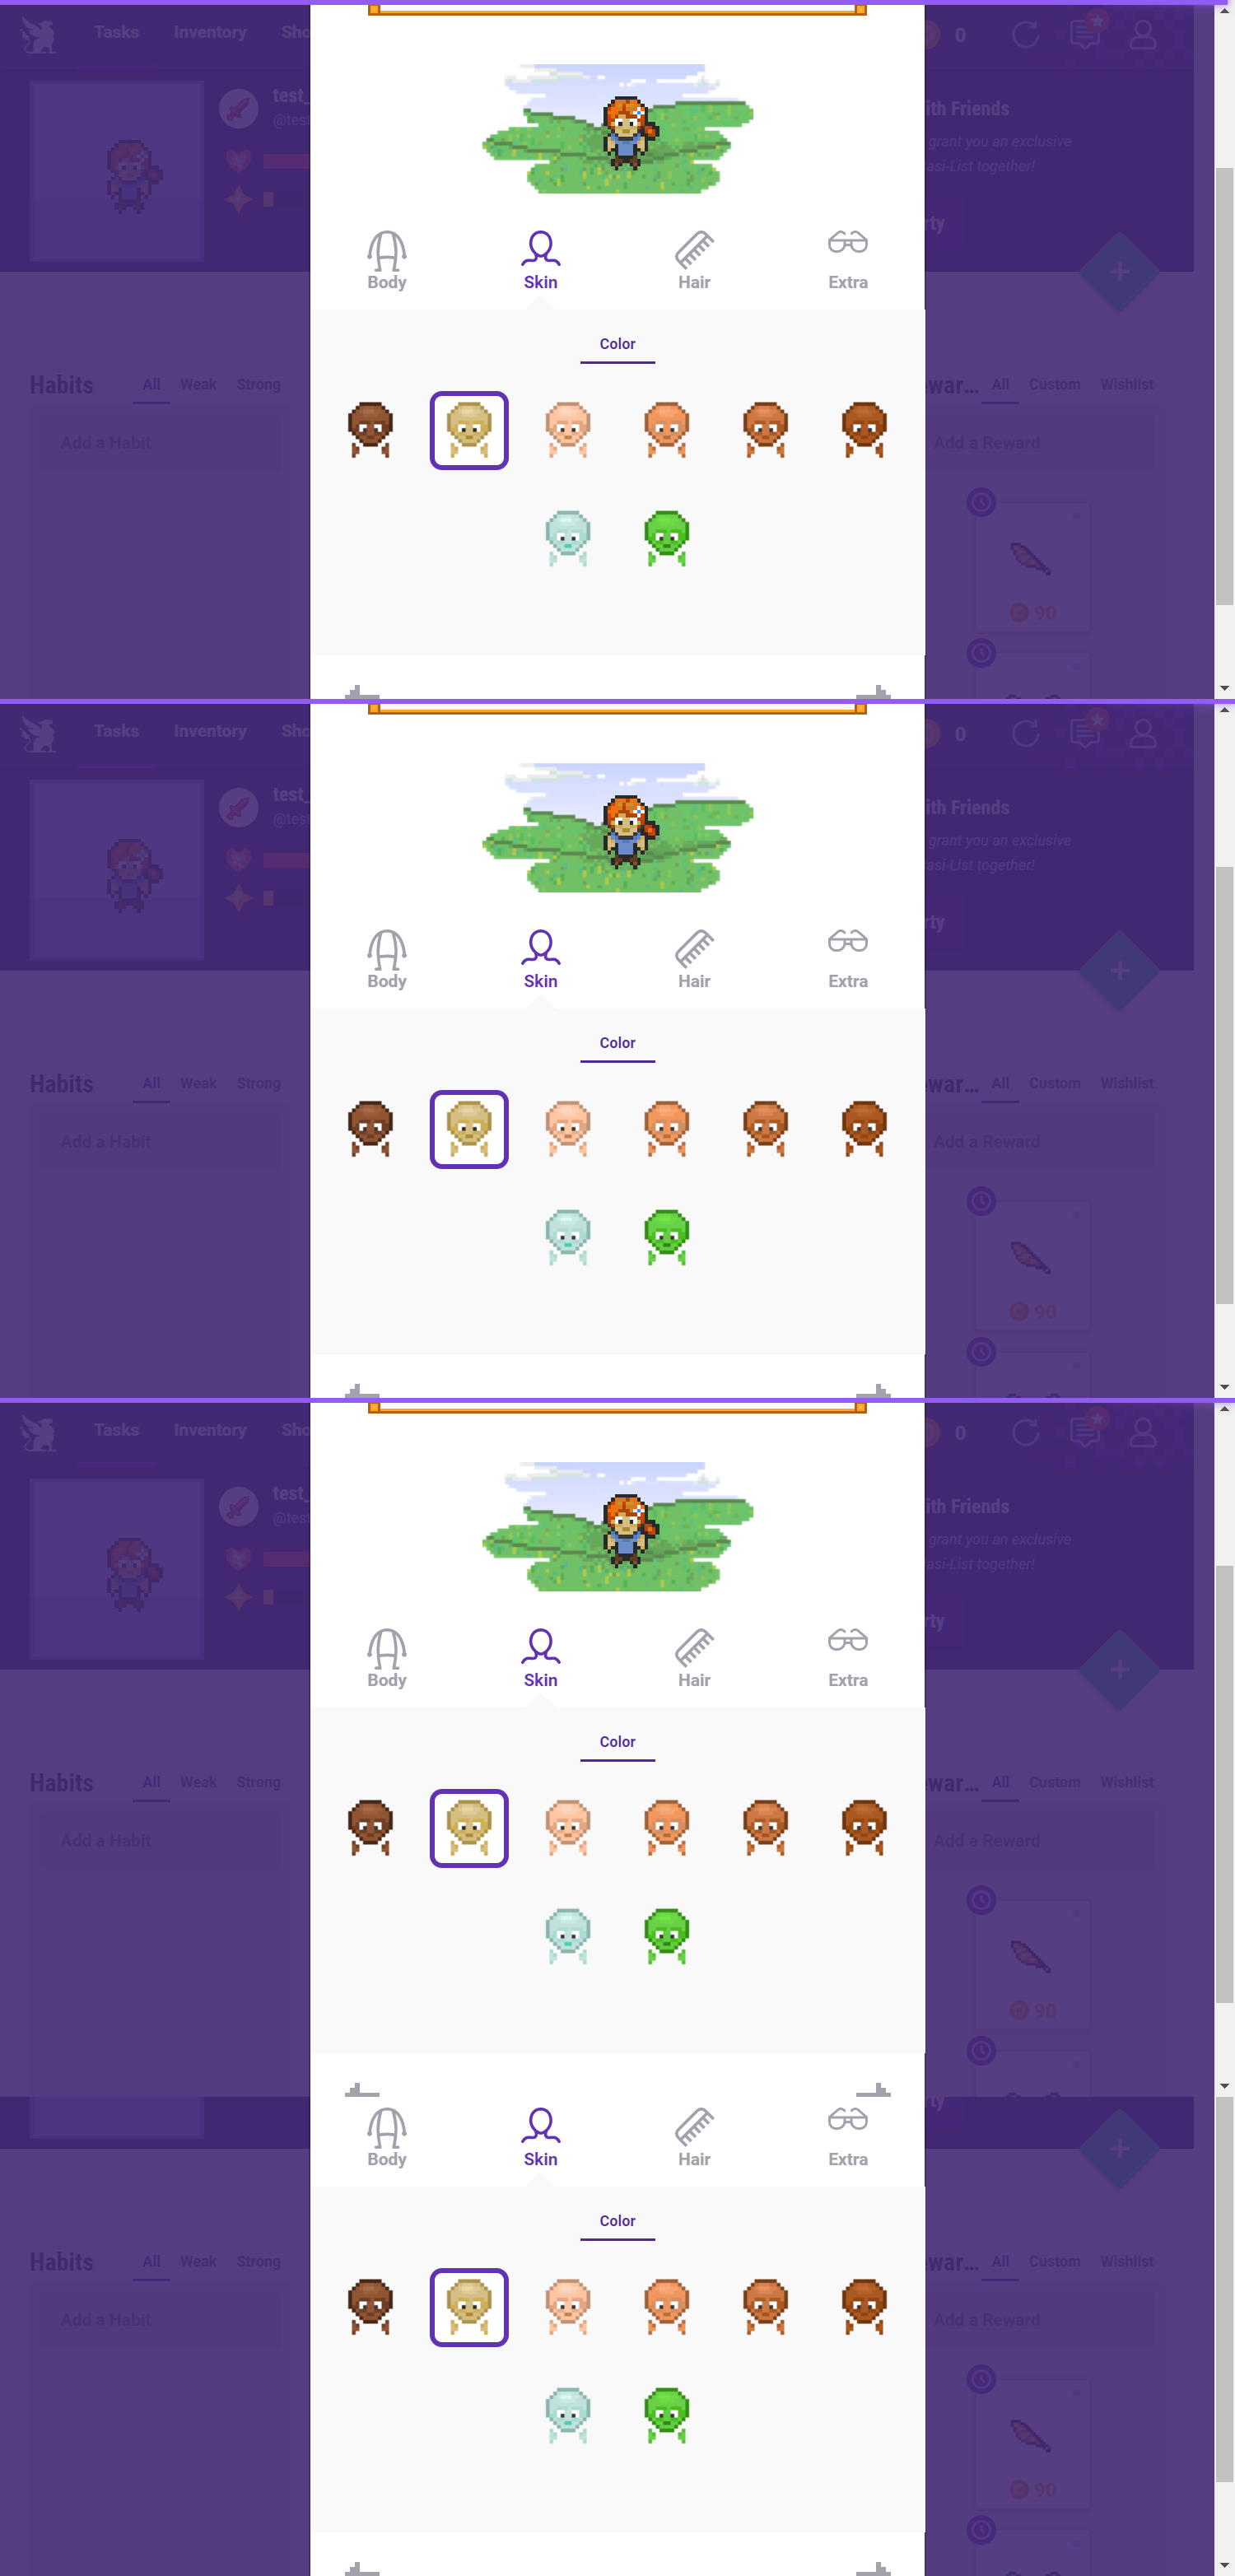 Tasks Inventory Sho 0
test_
@test
ith Friends
grant you an exclusive
asi-List together!
rty
Body Skin Hair Extra
Color
Habits All Weak Strong
Add a Habit
ewar... All Custom Wishlist
Add a Reward
90
Tasks Inventory Sho 0
test_
@test
ith Friends
grant you an exclusive
asi-List together!
rty
Body Skin Hair Extra
Color
Habits All Weak Strong
Add a Habit
ewar... All Custom Wishlist
Add a Reward
90
Tasks Inventory Sho 0
test_
@test
ith Friends
grant you an exclusive
asi-List together!
rty
Body Skin Hair Extra
Color
Habits All Weak Strong
Add a Habit
ewar... All Custom Wishlist
Add a Reward
90
rty
Body Skin Hair Extra
Color
Habits All Weak Strong
Add a Habit
ewar... All Custom Wishlist
Add a Reward
90